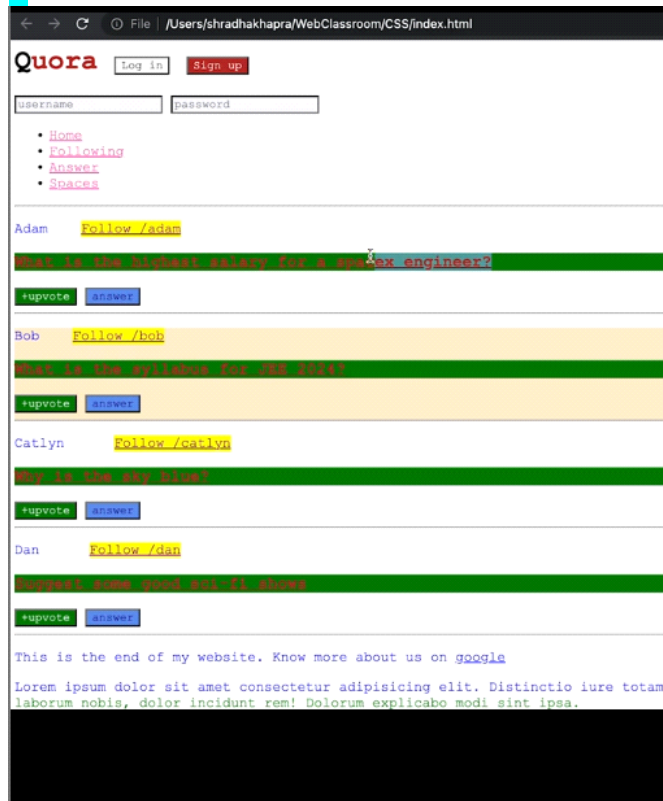 File | /Users/shradhakhapra/WebClassroom/CSS/index.html
Quora Log in Sign up
username password
Home
Following
Answer
Spaces
Adam Follow /adam
What is the highest salary for a spacex engineer?
+upvote answer
Bob Follow /bob
What is the syllabus for JEE 2024?
+upvote answer
Catlyn Follow /catlyn
Why is the sky blue?
+upvote answer
Dan Follow /dan
Suggest some good sci-fi shows
+upvote answer
This is the end of my website. Know more about us on google
Lorem ipsum dolor sit amet consectetur adipisicing elit. Distinctio iure totam
laborum nobis, dolor incidunt rem! Dolorum explicabo modi sint ipsa.